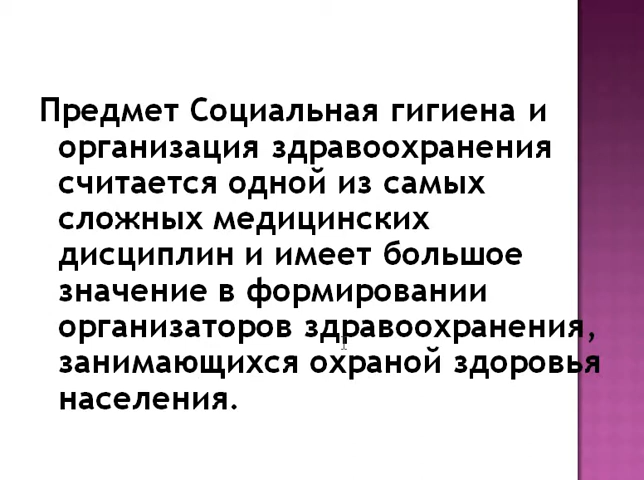 Предмет Социальная гигиена и
организация здравоохранения
считается одной из самых
сложных медицинских
дисциплин и имеет большое
значение в формировании
организаторов здравоохранения,
занимающихся охраной здоровья
населения.